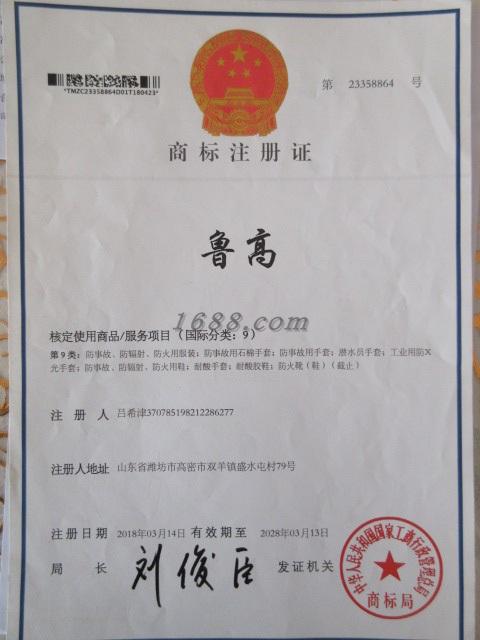 *TMZC23358864D01T180423*
第 23358864 号
商标注册证
鲁高
1688.com
核定使用商品/服务项目（国际分类：9）
第9类：防事故、防辐射、防火用服装；防事故用石棉手套；防事故用手套；潜水员手套；工业用防X
光手套；防事故、防辐射、防火用鞋；耐酸手套；耐酸胶鞋；防火靴（鞋）（截止）
注 册 人 吕希津370785198212286277
注册人地址 山东省潍坊市高密市双羊镇盛水屯村79号
注册日期 2018年03月14日 有效期至 2028年03月13日
局 长 刘俊臣 发证机关
中华人民共和国国家工商行政管理总局
商标局